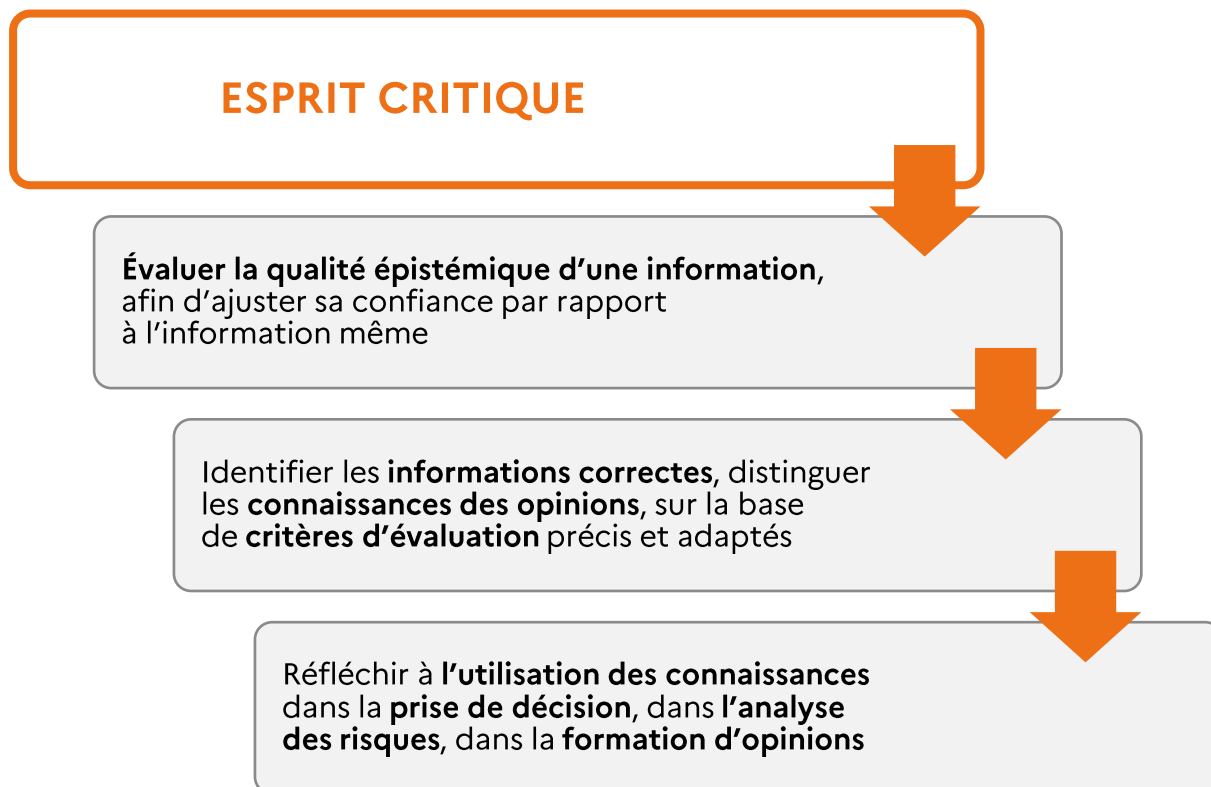 ESPRIT CRITIQUE
Évaluer la qualité épistémique d’une information,
afin d’ajuster sa confiance par rapport
à l’information même
Identifier les informations correctes, distinguer
les connaissances des opinions, sur la base
de critères d’évaluation précis et adaptés
Réfléchir à l’utilisation des connaissances
dans la prise de décision, dans l’analyse
des risques, dans la formation d’opinions